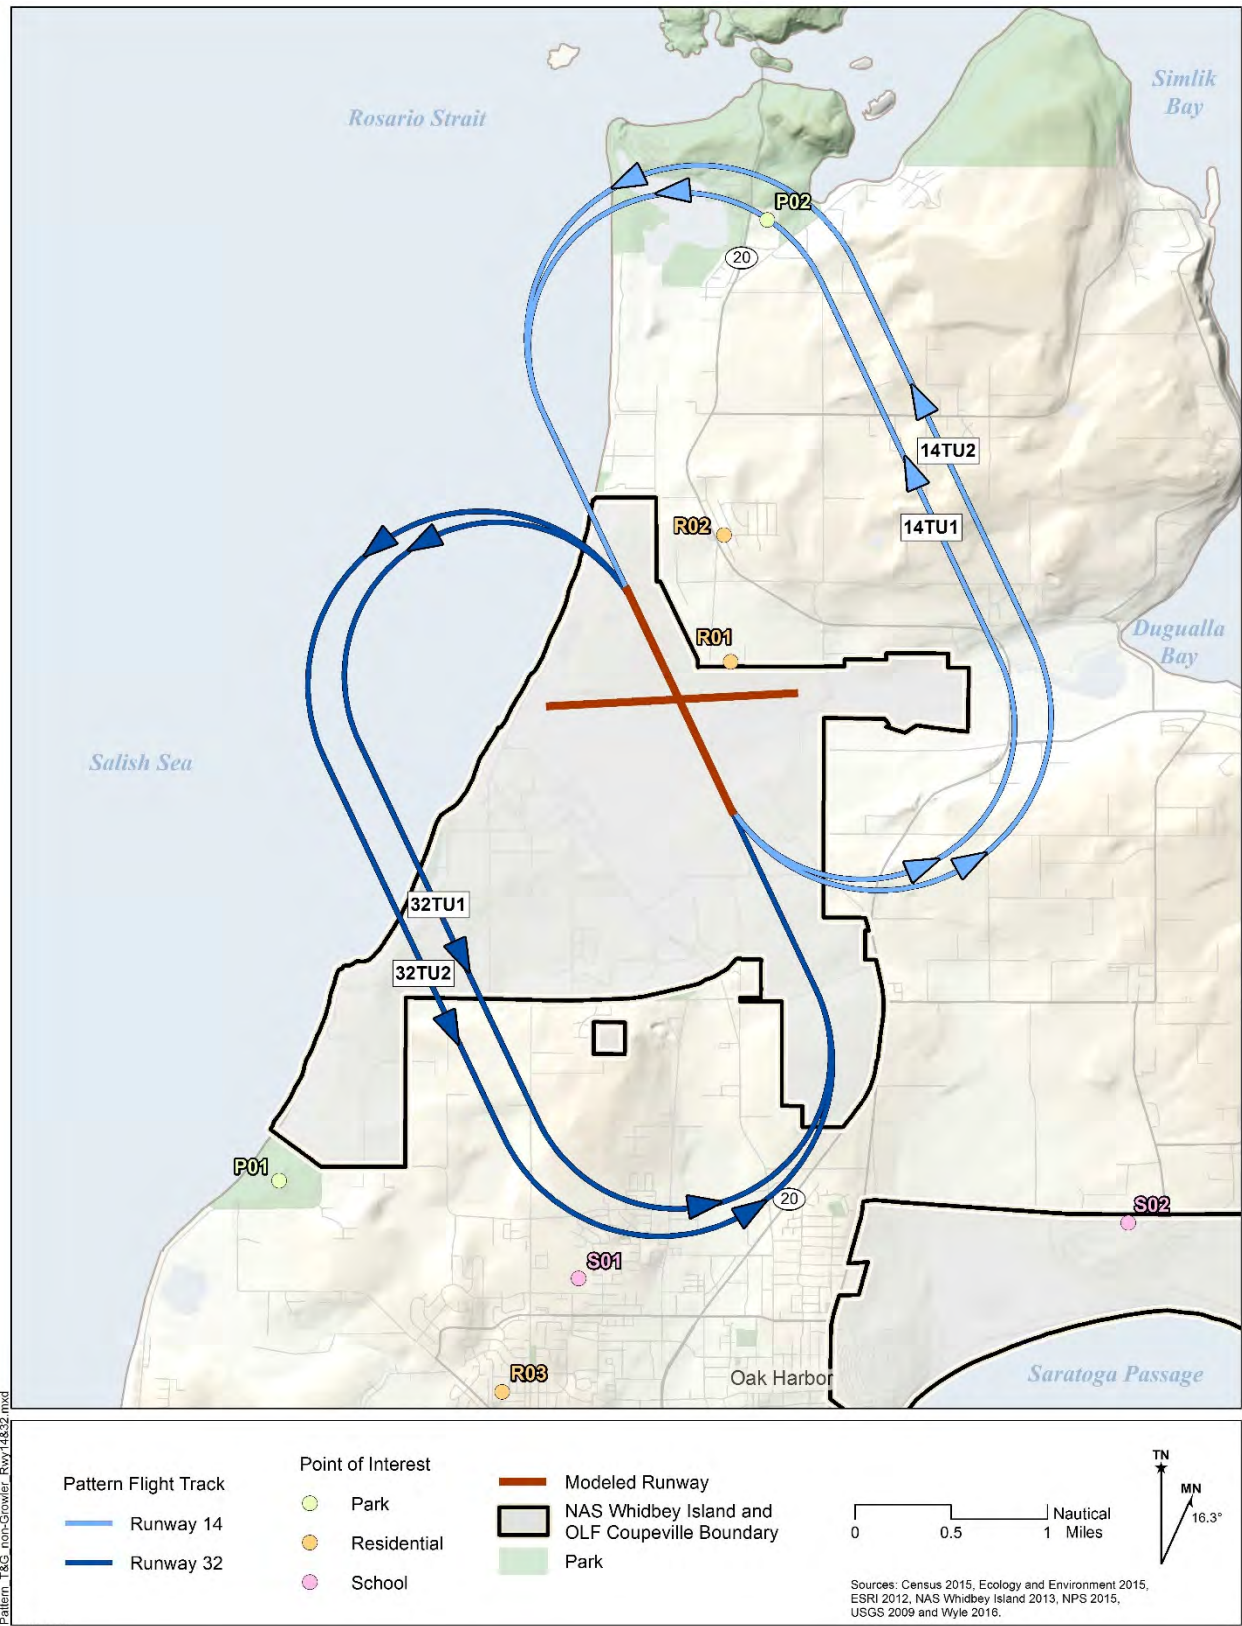 Simlik
Bay
Rosario Strait
P02
20
14TU2
14TU1
R02
R01
Dugualla
Bay
Salish Sea
32TU1
32TU2
P01
20
S02
S01
R03
Oak Harbor
Saratoga Passage
Pattern_T&G_non-Growler_Rwy14&32.mxd
Pattern Flight Track
Runway 14
Runway 32
Point of Interest
Park
Residential
School
Modeled Runway
NAS Whidbey Island and
OLF Coupeville Boundary
Park
0 0.5 1 Nautical
Miles
TN
MN
16.3°
Sources: Census 2015, Ecology and Environment 2015,
ESRI 2012, NAS Whidbey Island 2013, NPS 2015,
USGS 2009 and Wyle 2016.